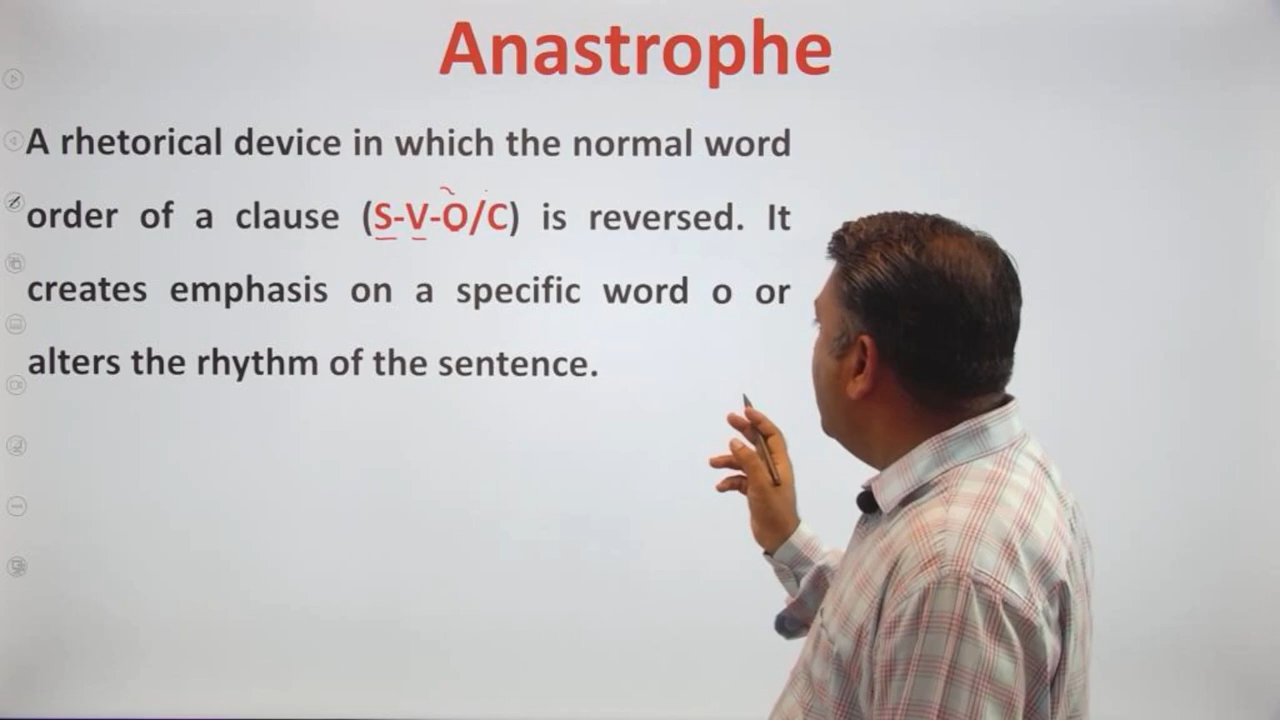 Anastrophe
A rhetorical device in which the normal word
order of a clause (S-V-O/C) is reversed. It
creates emphasis on a specific word o or
alters the rhythm of the sentence.